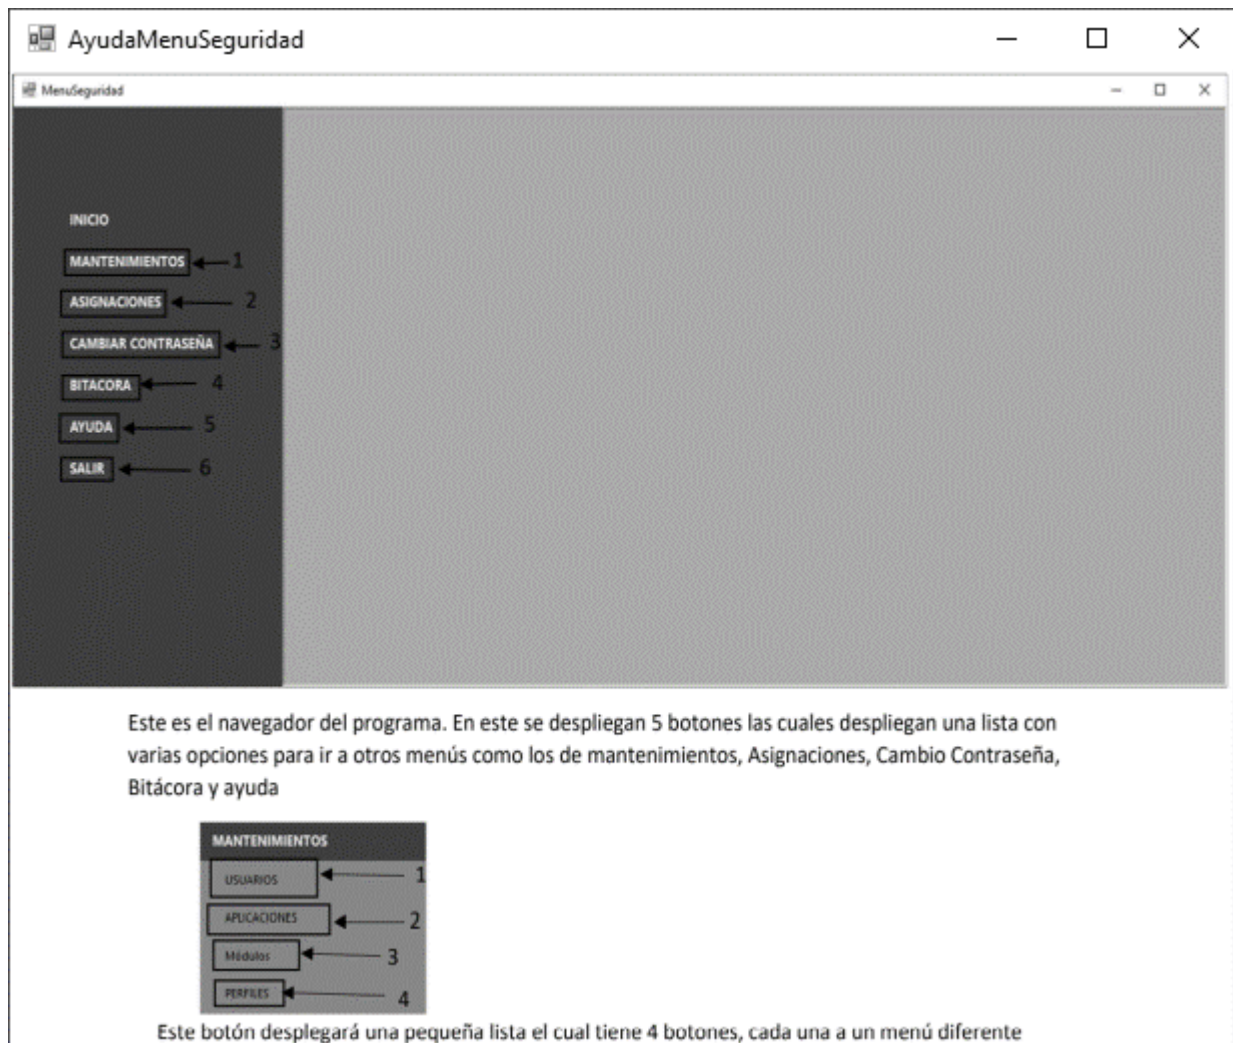 AyudaMenuSeguridad
MenuSeguridad
INICIO
MANTENIMIENTOS 1
ASIGNACIONES 2
CAMBIAR CONTRASEÑA 3
BITACORA 4
AYUDA 5
SALIR 6
Este es el navegador del programa. En este se despliegan 5 botones las cuales despliegan una lista con
varias opciones para ir a otros menús como los de mantenimientos, Asignaciones, Cambio Contraseña,
Bitácora y ayuda
MANTENIMIENTOS
USUARIOS 1
APLICACIONES 2
Módulos 3
PERFILES 4
Este botón desplegará una pequeña lista el cual tiene 4 botones, cada una a un menú diferente